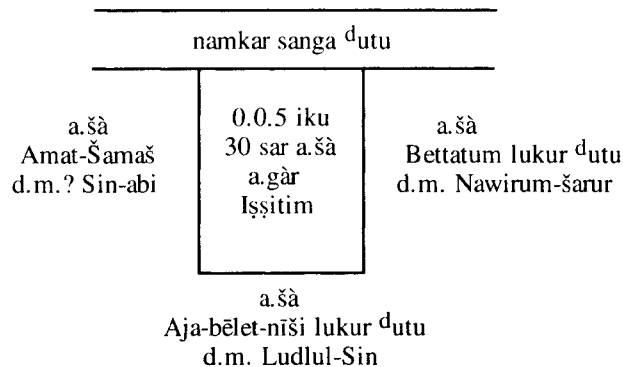 namkar sanga ᵈutu
a.šà
Amat-Šamaš
d.m.? Sin-abi
0.0.5 iku
30 sar a.šà
a.gàr
Iṣṣitim
a.šà
Bettatum lukur ᵈutu
d.m. Nawirum-šarur
a.šà
Aja-bēlet-nīši lukur ᵈutu
d.m. Ludlul-Sin